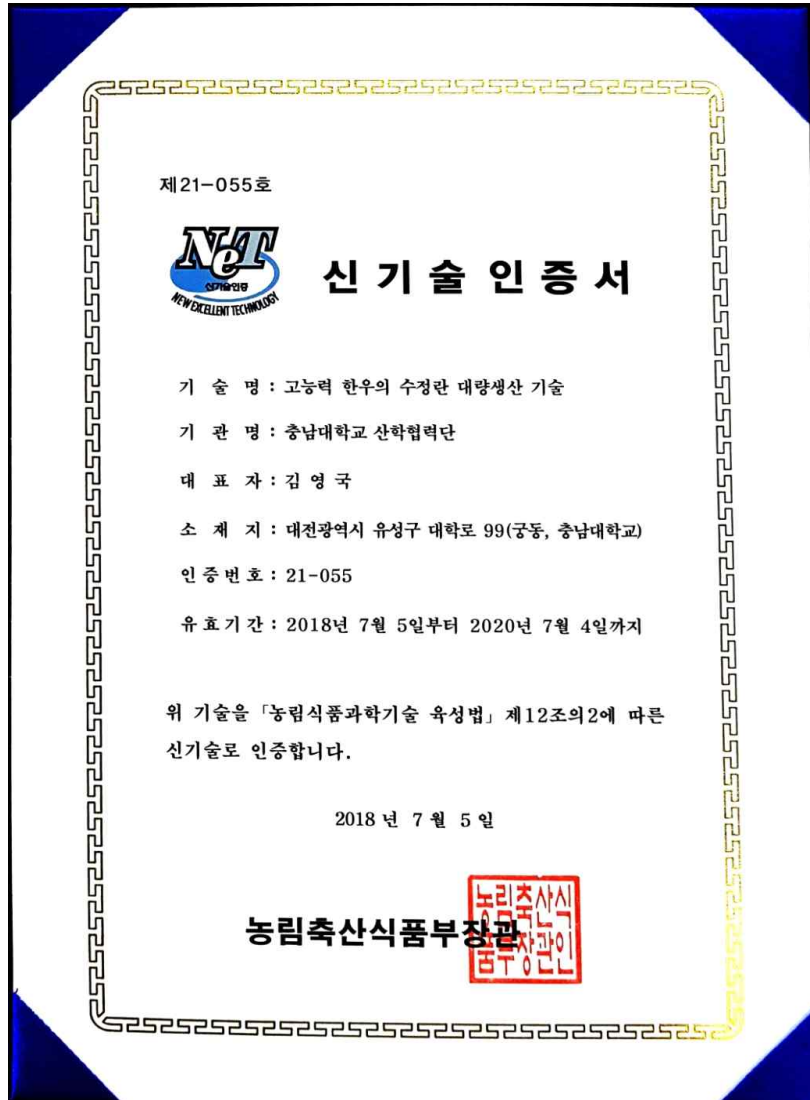 제21-055호
NeT
신기술인증
NEW EXCELLENT TECHNOLOGY
신 기 술 인 증 서
기 술 명 : 고능력 한우의 수정란 대량생산 기술
기 관 명 : 충남대학교 산학협력단
대 표 자 : 김 영 국
소 재 지 : 대전광역시 유성구 대학로 99(궁동, 충남대학교)
인증번호 : 21-055
유효기간 : 2018년 7월 5일부터 2020년 7월 4일까지
위 기술을 「농림식품과학기술 육성법」 제12조의2에 따른
신기술로 인증합니다.
2018 년 7 월 5 일
농림축산식품부장관
농림축산식
품부장관인